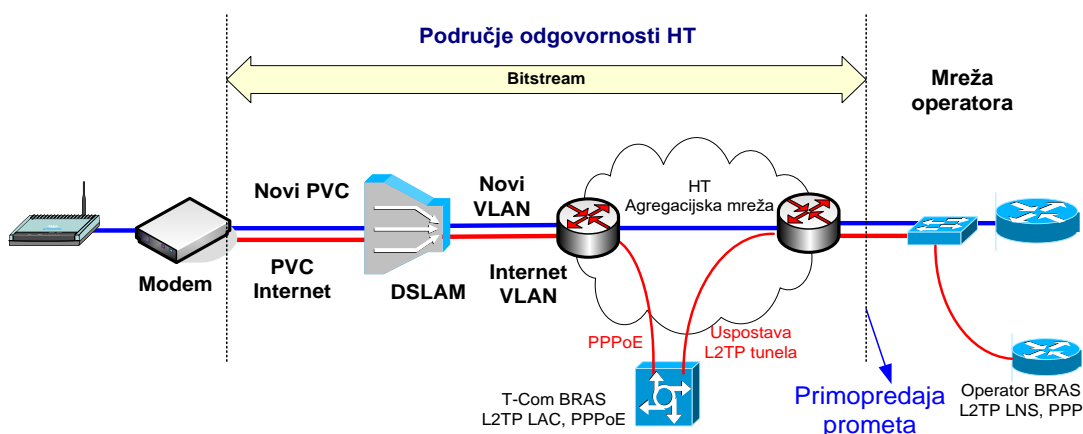 Područje odgovornosti HT
Bitstream
Mreža
operatora
Novi PVC
Novi
VLAN
HT
Agregacijska mreža
Modem
PVC
Internet
DSLAM
Internet
VLAN
PPPoE
Uspostava
L2TP tunela
T-Com BRAS
L2TP LAC, PPPoE
Primopredaja
prometa
Operator BRAS
L2TP LNS, PPP